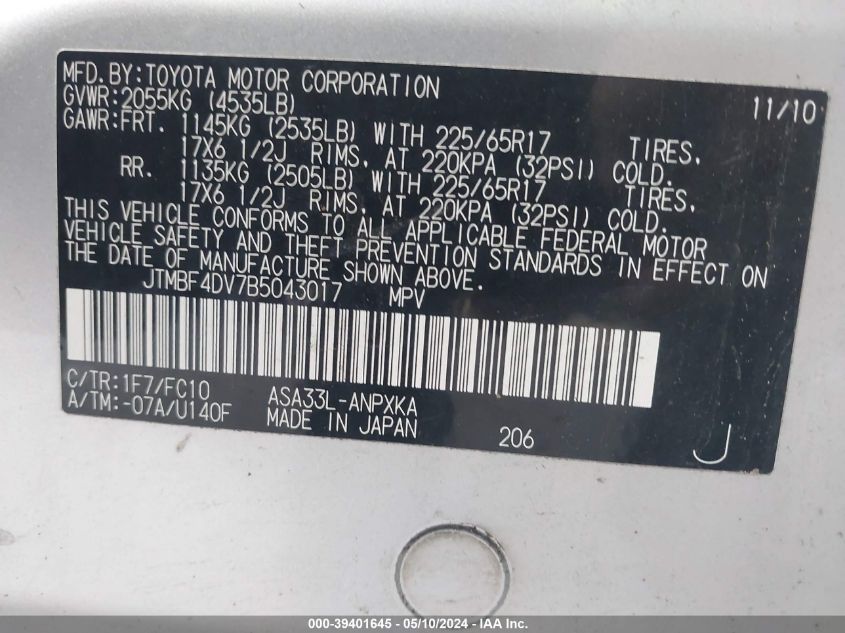 MFD.BY:TOYOTA MOTOR CORPORATION 11/10
GVWR:2055KG (4535LB)
GAWR:FRT. 1145KG (2535LB) WITH 225/65R17 TIRES,
17X6 1/2J RIMS, AT 220KPA (32PSI) COLD.
RR. 1135KG (2505LB) WITH 225/65R17 TIRES,
17X6 1/2J RIMS, AT 220KPA (32PSI) COLD.
THIS VEHICLE CONFORMS TO ALL APPLICABLE FEDERAL MOTOR
VEHICLE SAFETY AND THEFT PREVENTION STANDARDS IN EFFECT ON
THE DATE OF MANUFACTURE SHOWN ABOVE.
JTMBF4DV7B5043017 MPV
C/TR:1F7/FC10 ASA33L-ANPXKA
A/TM:-07A/U140F MADE IN JAPAN 206 J
000-39401645 - 05/10/2024 - IAA Inc.